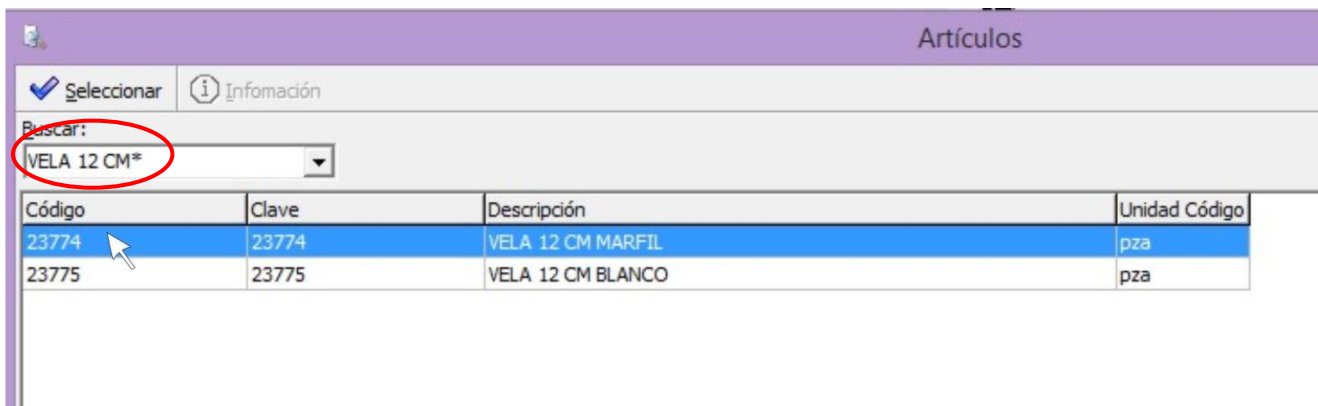 Artículos
Seleccionar Infomación
Buscar:
VELA 12 CM*
Código Clave Descripción Unidad Código
23774 23774 VELA 12 CM MARFIL pza
23775 23775 VELA 12 CM BLANCO pza